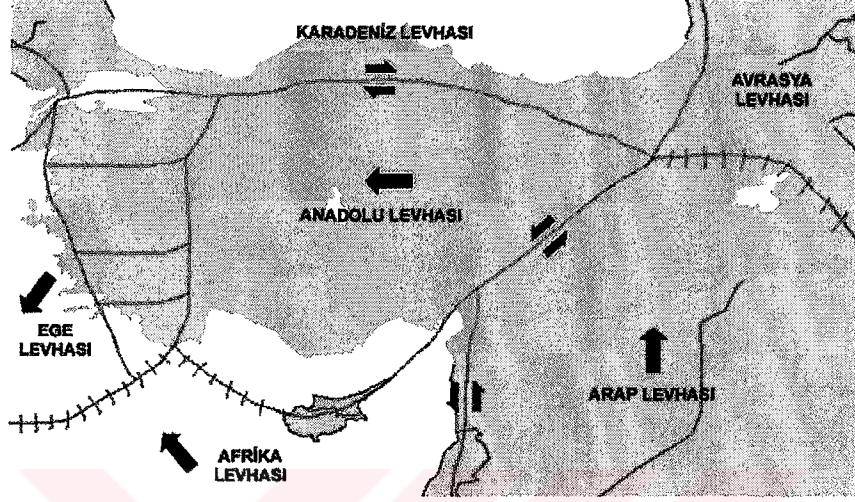 KARADENİZ LEVHASI
AVRASYA
LEVHASI
ANADOLU LEVHASI
EGE
LEVHASI
ARAP LEVHASI
AFRİKA
LEVHASI